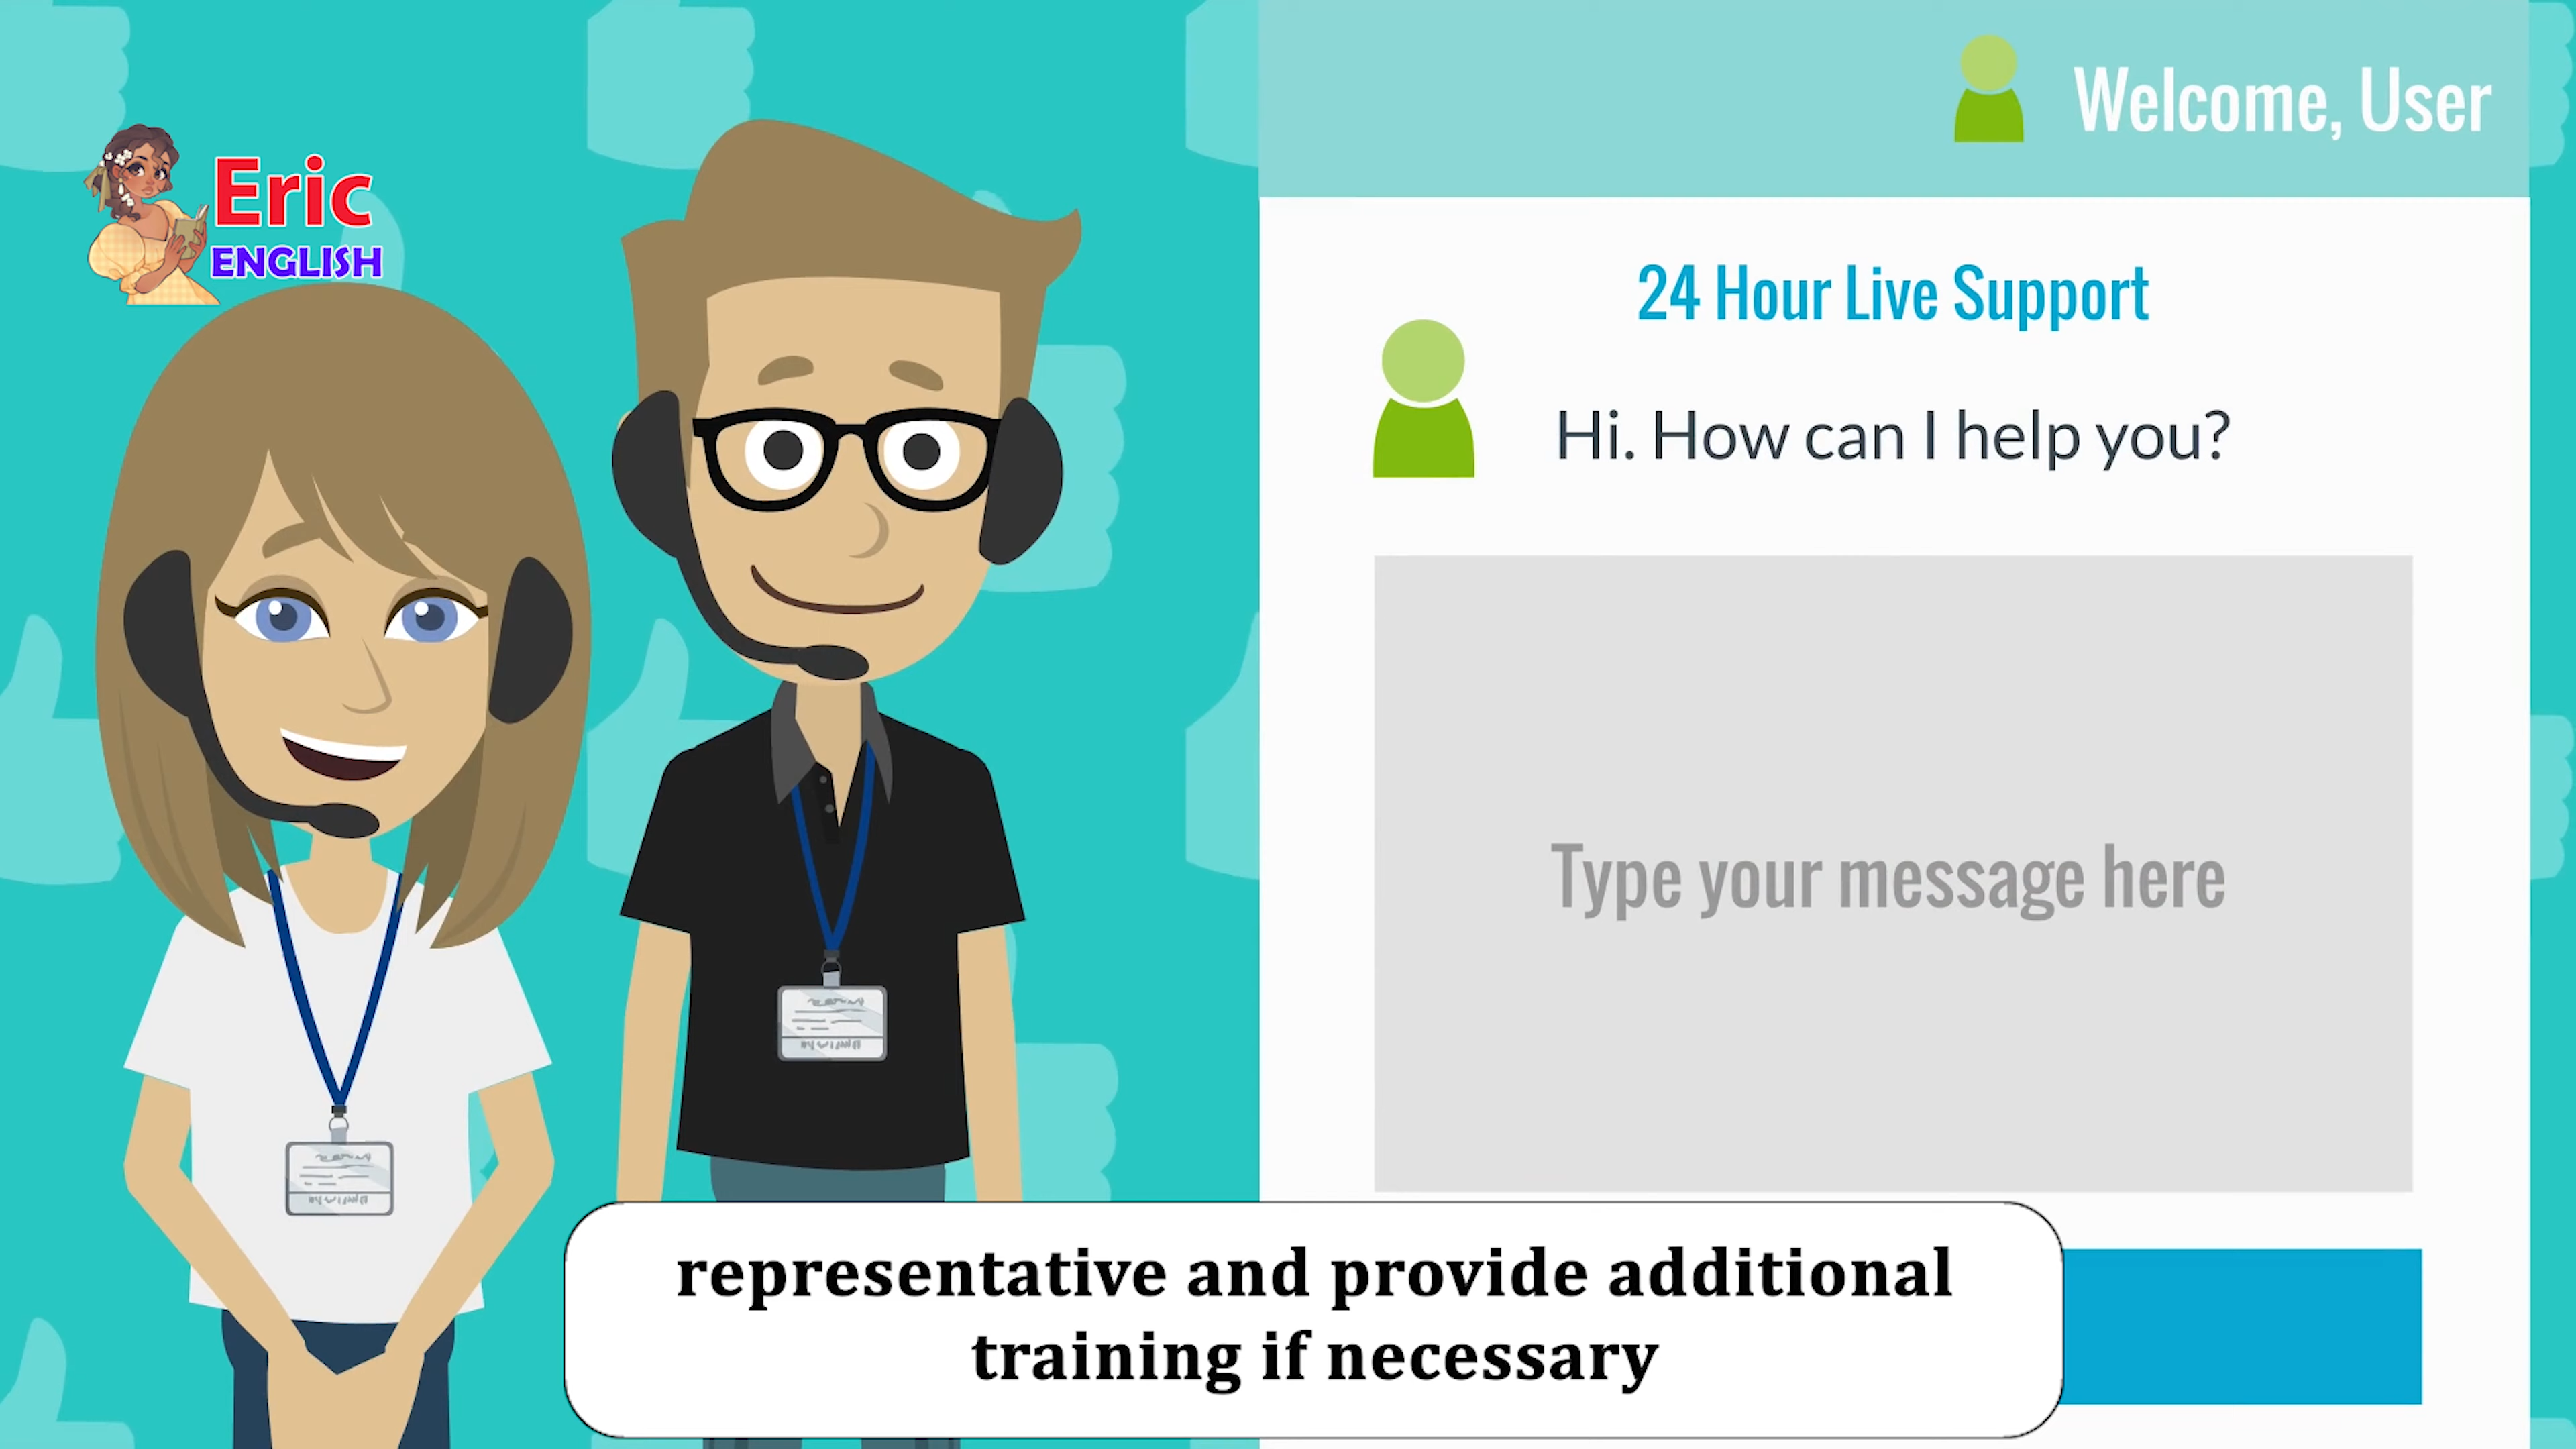 Eric
ENGLISH
Welcome, User
24 Hour Live Support
Hi. How can I help you?
Type your message here
representative and provide additional
training if necessary